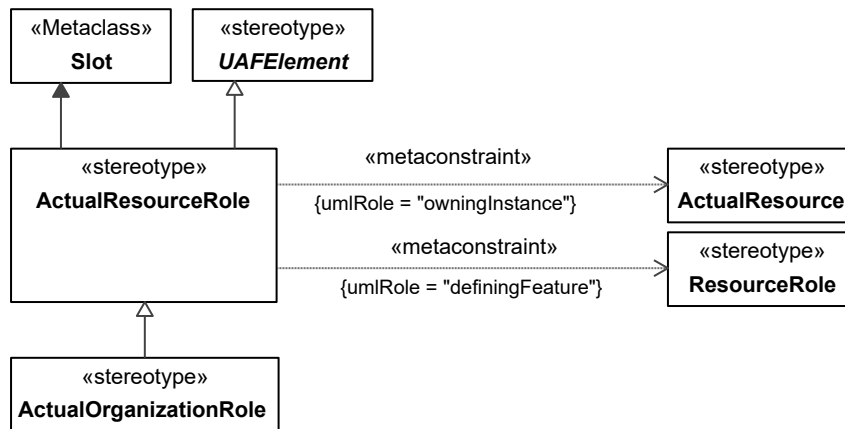 «Metaclass»
Slot
«stereotype»
UAFElement
«stereotype»
ActualResourceRole
«metaconstraint»
{umlRole = "owningInstance"}
«stereotype»
ActualResource
«metaconstraint»
{umlRole = "definingFeature"}
«stereotype»
ResourceRole
«stereotype»
ActualOrganizationRole